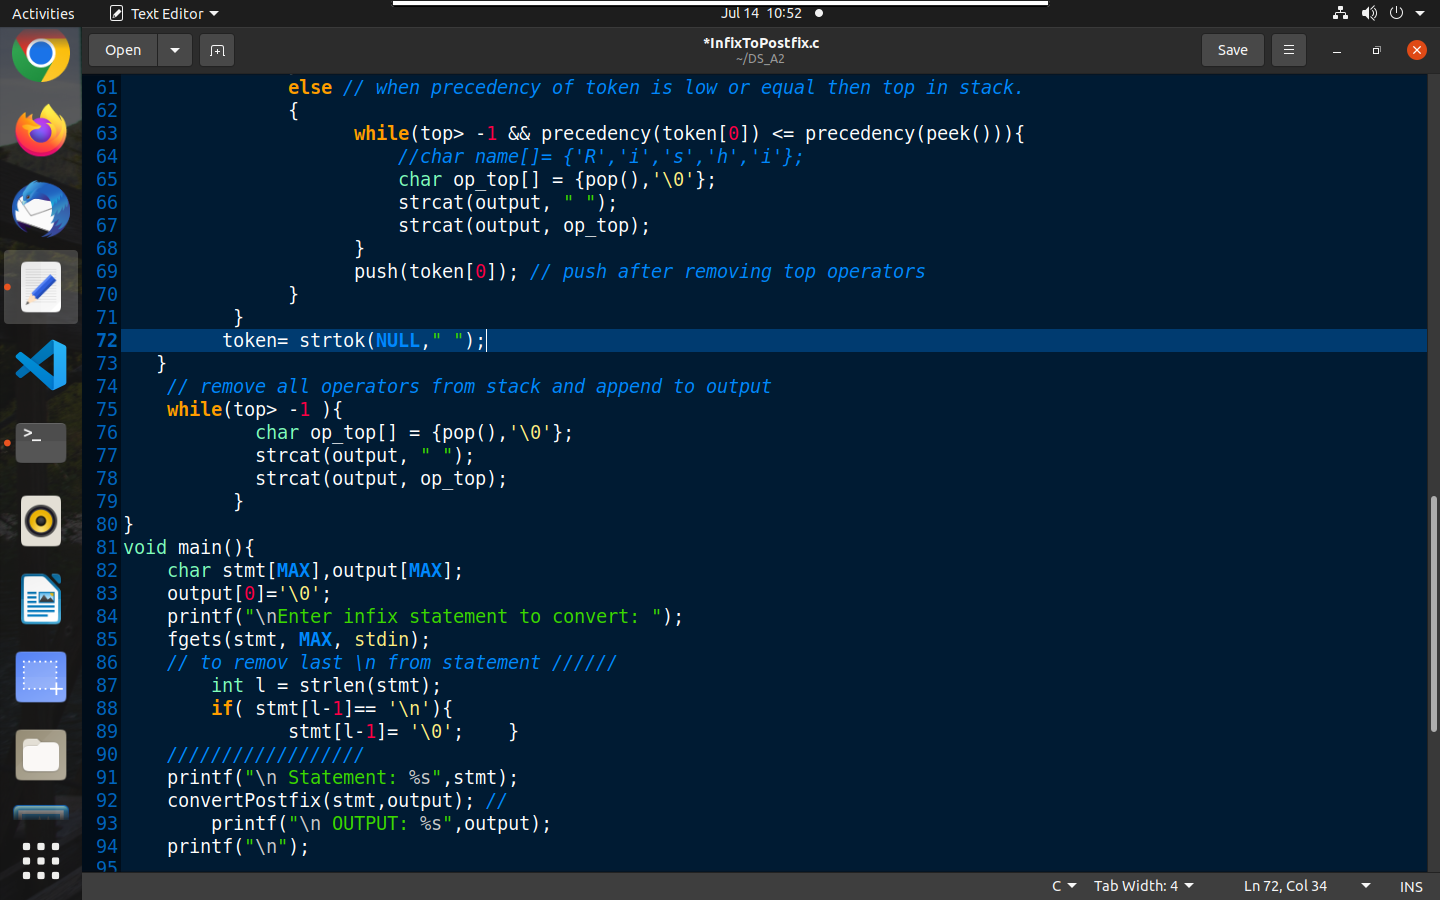 Activities Text Editor Jul 14 10:52
Open *InfixToPostfix.c Save
~/DS_A2
61 else // when precedency of token is low or equal then top in stack.
62 {
63 while(top> -1 && precedency(token[0]) <= precedency(peek())){
64 //char name[]= {'R','i','s','h','i'};
65 char op_top[] = {pop(),'\0'};
66 strcat(output, " ");
67 strcat(output, op_top);
68 }
69 push(token[0]); // push after removing top operators
70 }
71 }
72 token= strtok(NULL," ");
73 }
74 // remove all operators from stack and append to output
75 while(top> -1 ){
76 char op_top[] = {pop(),'\0'};
77 strcat(output, " ");
78 strcat(output, op_top);
79 }
80 }
81 void main(){
82 char stmt[MAX],output[MAX];
83 output[0]='\0';
84 printf("\nEnter infix statement to convert: ");
85 fgets(stmt, MAX, stdin);
86 // to remov last \n from statement //////
87 int l = strlen(stmt);
88 if( stmt[l-1]== '\n'){
89 stmt[l-1]= '\0'; }
90 //////////////////
91 printf("\n Statement: %s",stmt);
92 convertPostfix(stmt,output); //
93 printf("\n OUTPUT: %s",output);
94 printf("\n");
95
C Tab Width: 4 Ln 72, Col 34 INS